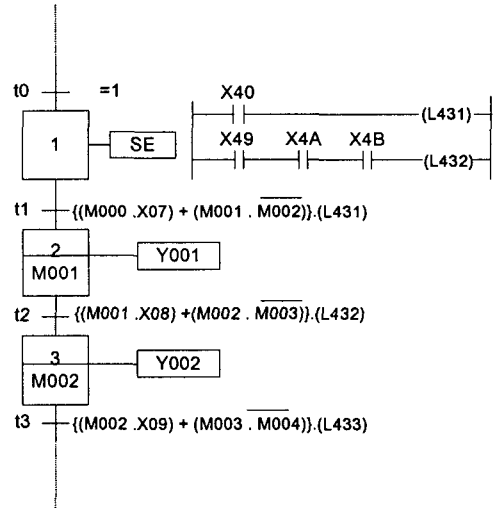 t0 =1
X40
(L431)
1 SE
X49 X4A X4B
(L432)
t1 {(M000 .X07) + (M001 . M002)}.(L431)
2
M001
Y001
t2 {(M001 .X08) +(M002 . M003)}.(L432)
3
M002
Y002
t3 {(M002 .X09) + (M003 . M004)}.(L433)